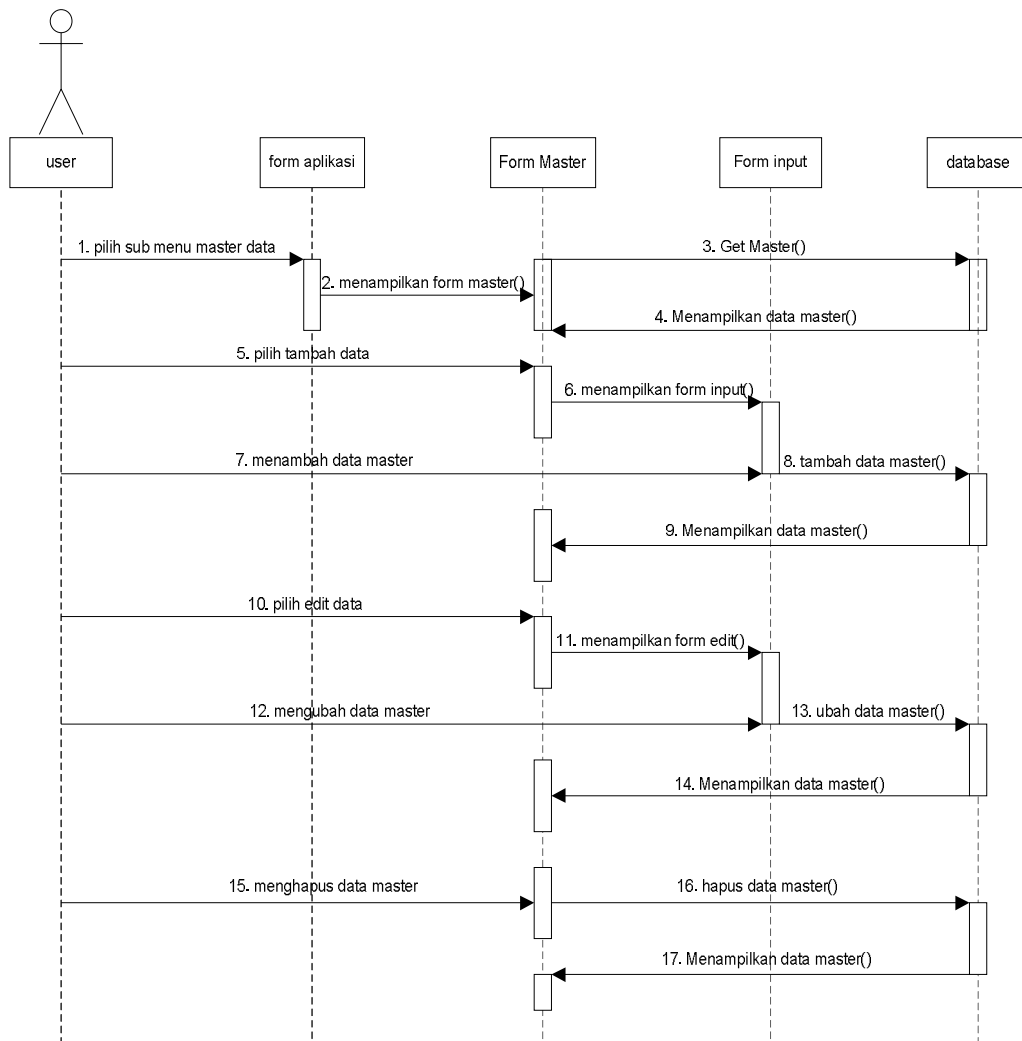 user
form aplikasi
Form Master
Form input
database
1. pilih sub menu master data
3. Get Master()
2. menampilkan form master()
4. Menampilkan data master()
5. pilih tambah data
6. menampilkan form input()
7. menambah data master
8. tambah data master()
9. Menampilkan data master()
10. pilih edit data
11. menampilkan form edit()
12. mengubah data master
13. ubah data master()
14. Menampilkan data master()
15. menghapus data master
16. hapus data master()
17. Menampilkan data master()